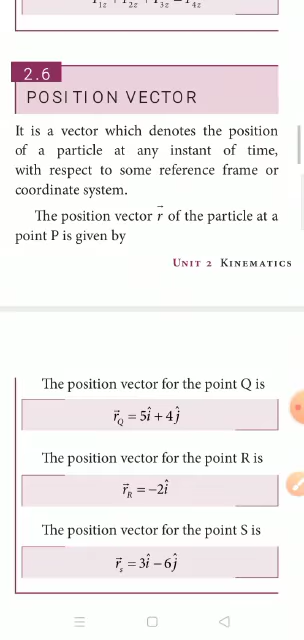 2.6
POSITION VECTOR
It is a vector which denotes the position
of a particle at any instant of time,
with respect to some reference frame or
coordinate system.
The position vector r⃗ of the particle at a
point P is given by
UNIT 2 KINEMATICS
The position vector for the point Q is
r⃗_Q = 5î + 4ĵ
The position vector for the point R is
r⃗_R = −2î
The position vector for the point S is
r⃗_s = 3î − 6ĵ